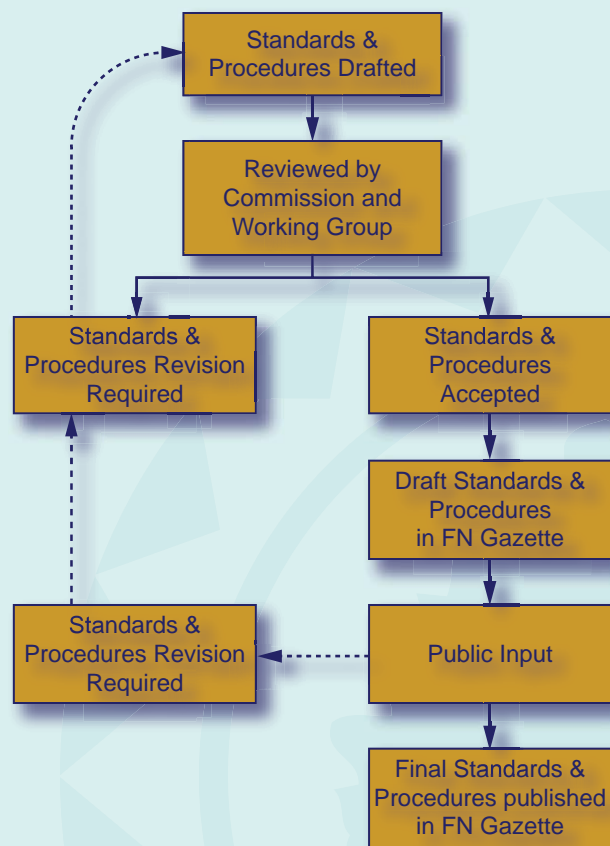 Standards &
Procedures Drafted
Reviewed by
Commission and
Working Group
Standards &
Procedures Revision
Required
Standards &
Procedures
Accepted
Draft Standards &
Procedures
in FN Gazette
Standards &
Procedures Revision
Required
Public Input
Final Standards &
Procedures published
in FN Gazette